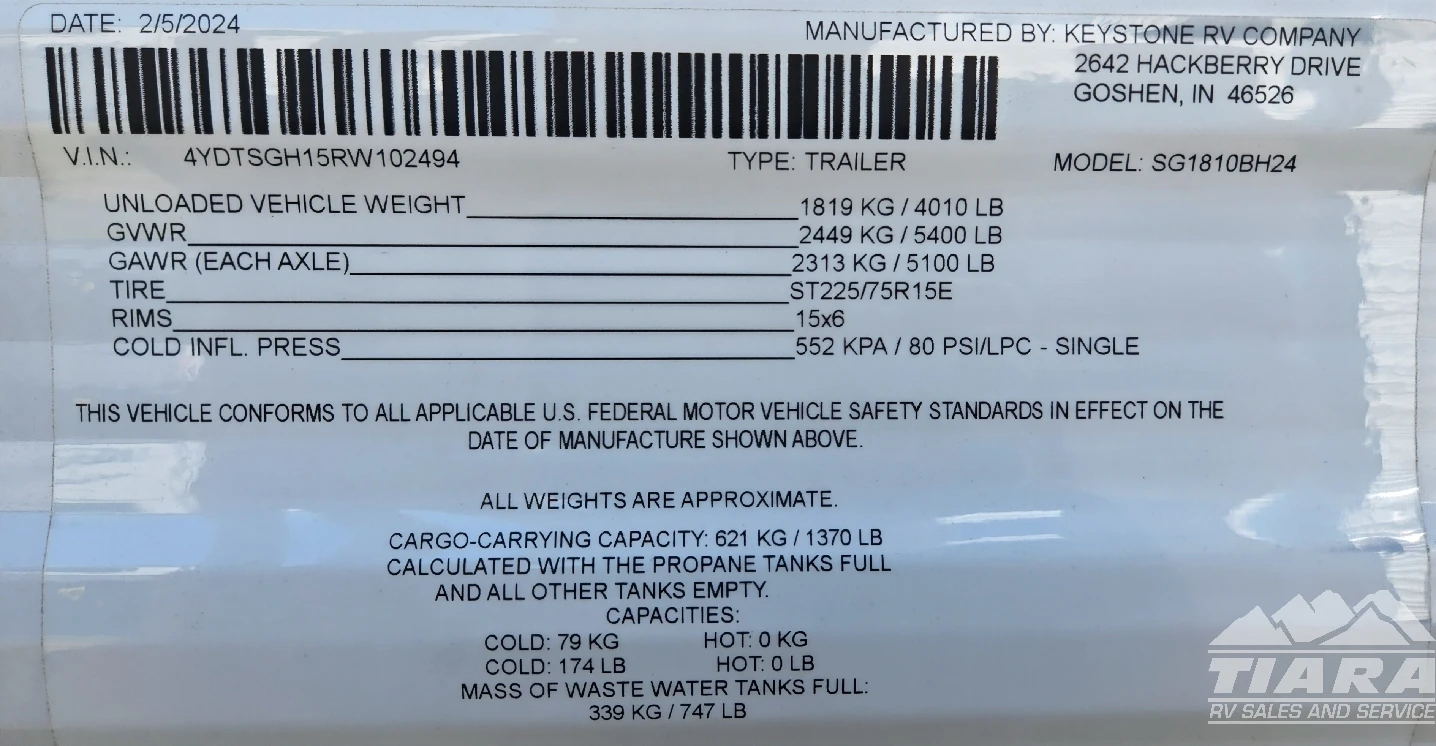 DATE: 2/5/2024
MANUFACTURED BY: KEYSTONE RV COMPANY
2642 HACKBERRY DRIVE
GOSHEN, IN 46526
V.I.N.: 4YDTSGH15RW102494 TYPE: TRAILER MODEL: SG1810BH24
UNLOADED VEHICLE WEIGHT 1819 KG / 4010 LB
GVWR 2449 KG / 5400 LB
GAWR (EACH AXLE) 2313 KG / 5100 LB
TIRE ST225/75R15E
RIMS 15x6
COLD INFL. PRESS 552 KPA / 80 PSI/LPC - SINGLE
THIS VEHICLE CONFORMS TO ALL APPLICABLE U.S. FEDERAL MOTOR VEHICLE SAFETY STANDARDS IN EFFECT ON THE
DATE OF MANUFACTURE SHOWN ABOVE.
ALL WEIGHTS ARE APPROXIMATE.
CARGO-CARRYING CAPACITY: 621 KG / 1370 LB
CALCULATED WITH THE PROPANE TANKS FULL
AND ALL OTHER TANKS EMPTY.
CAPACITIES:
COLD: 79 KG HOT: 0 KG
COLD: 174 LB HOT: 0 LB
MASS OF WASTE WATER TANKS FULL:
339 KG / 747 LB
TIARA
RV SALES AND SERVICE